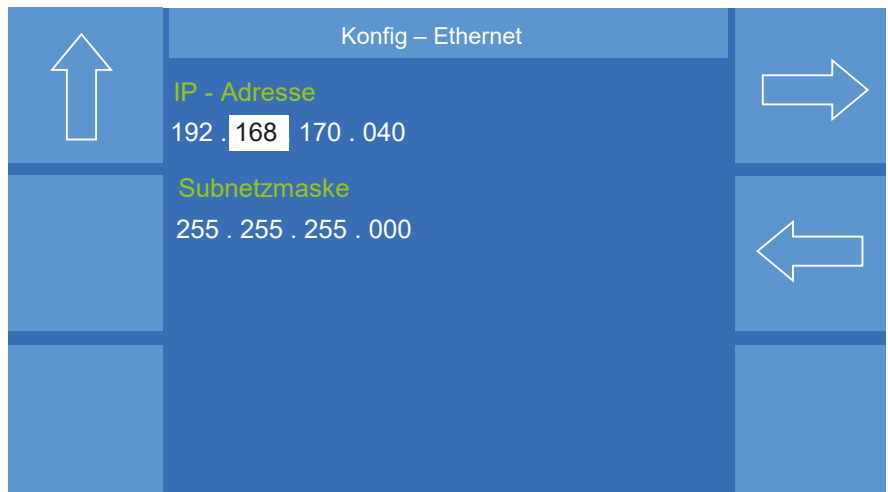 Konfig – Ethernet
IP - Adresse
192 . 168 . 170 . 040
Subnetzmaske
255 . 255 . 255 . 000